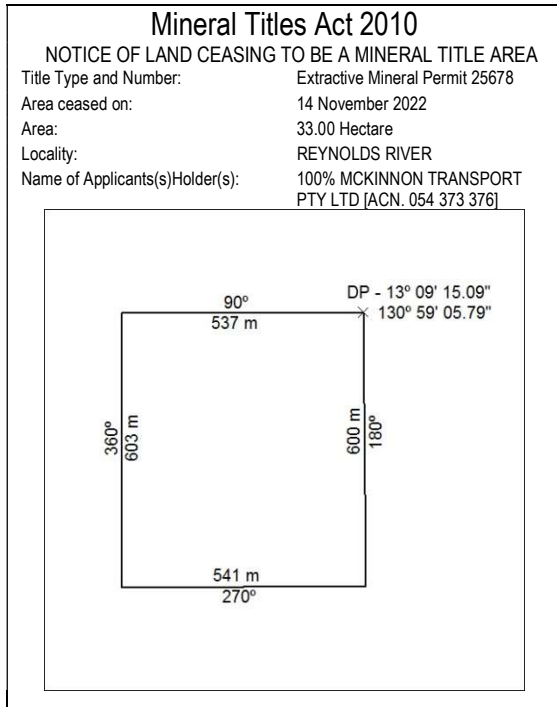 Mineral Titles Act 2010
NOTICE OF LAND CEASING TO BE A MINERAL TITLE AREA
Title Type and Number: Extractive Mineral Permit 25678
Area ceased on: 14 November 2022
Area: 33.00 Hectare
Locality: REYNOLDS RIVER
Name of Applicants(s)Holder(s): 100% MCKINNON TRANSPORT
PTY LTD [ACN. 054 373 376]
DP - 13º 09' 15.09"
130º 59' 05.79"
90º
537 m
360º
603 m
600 m
180º
541 m
270º